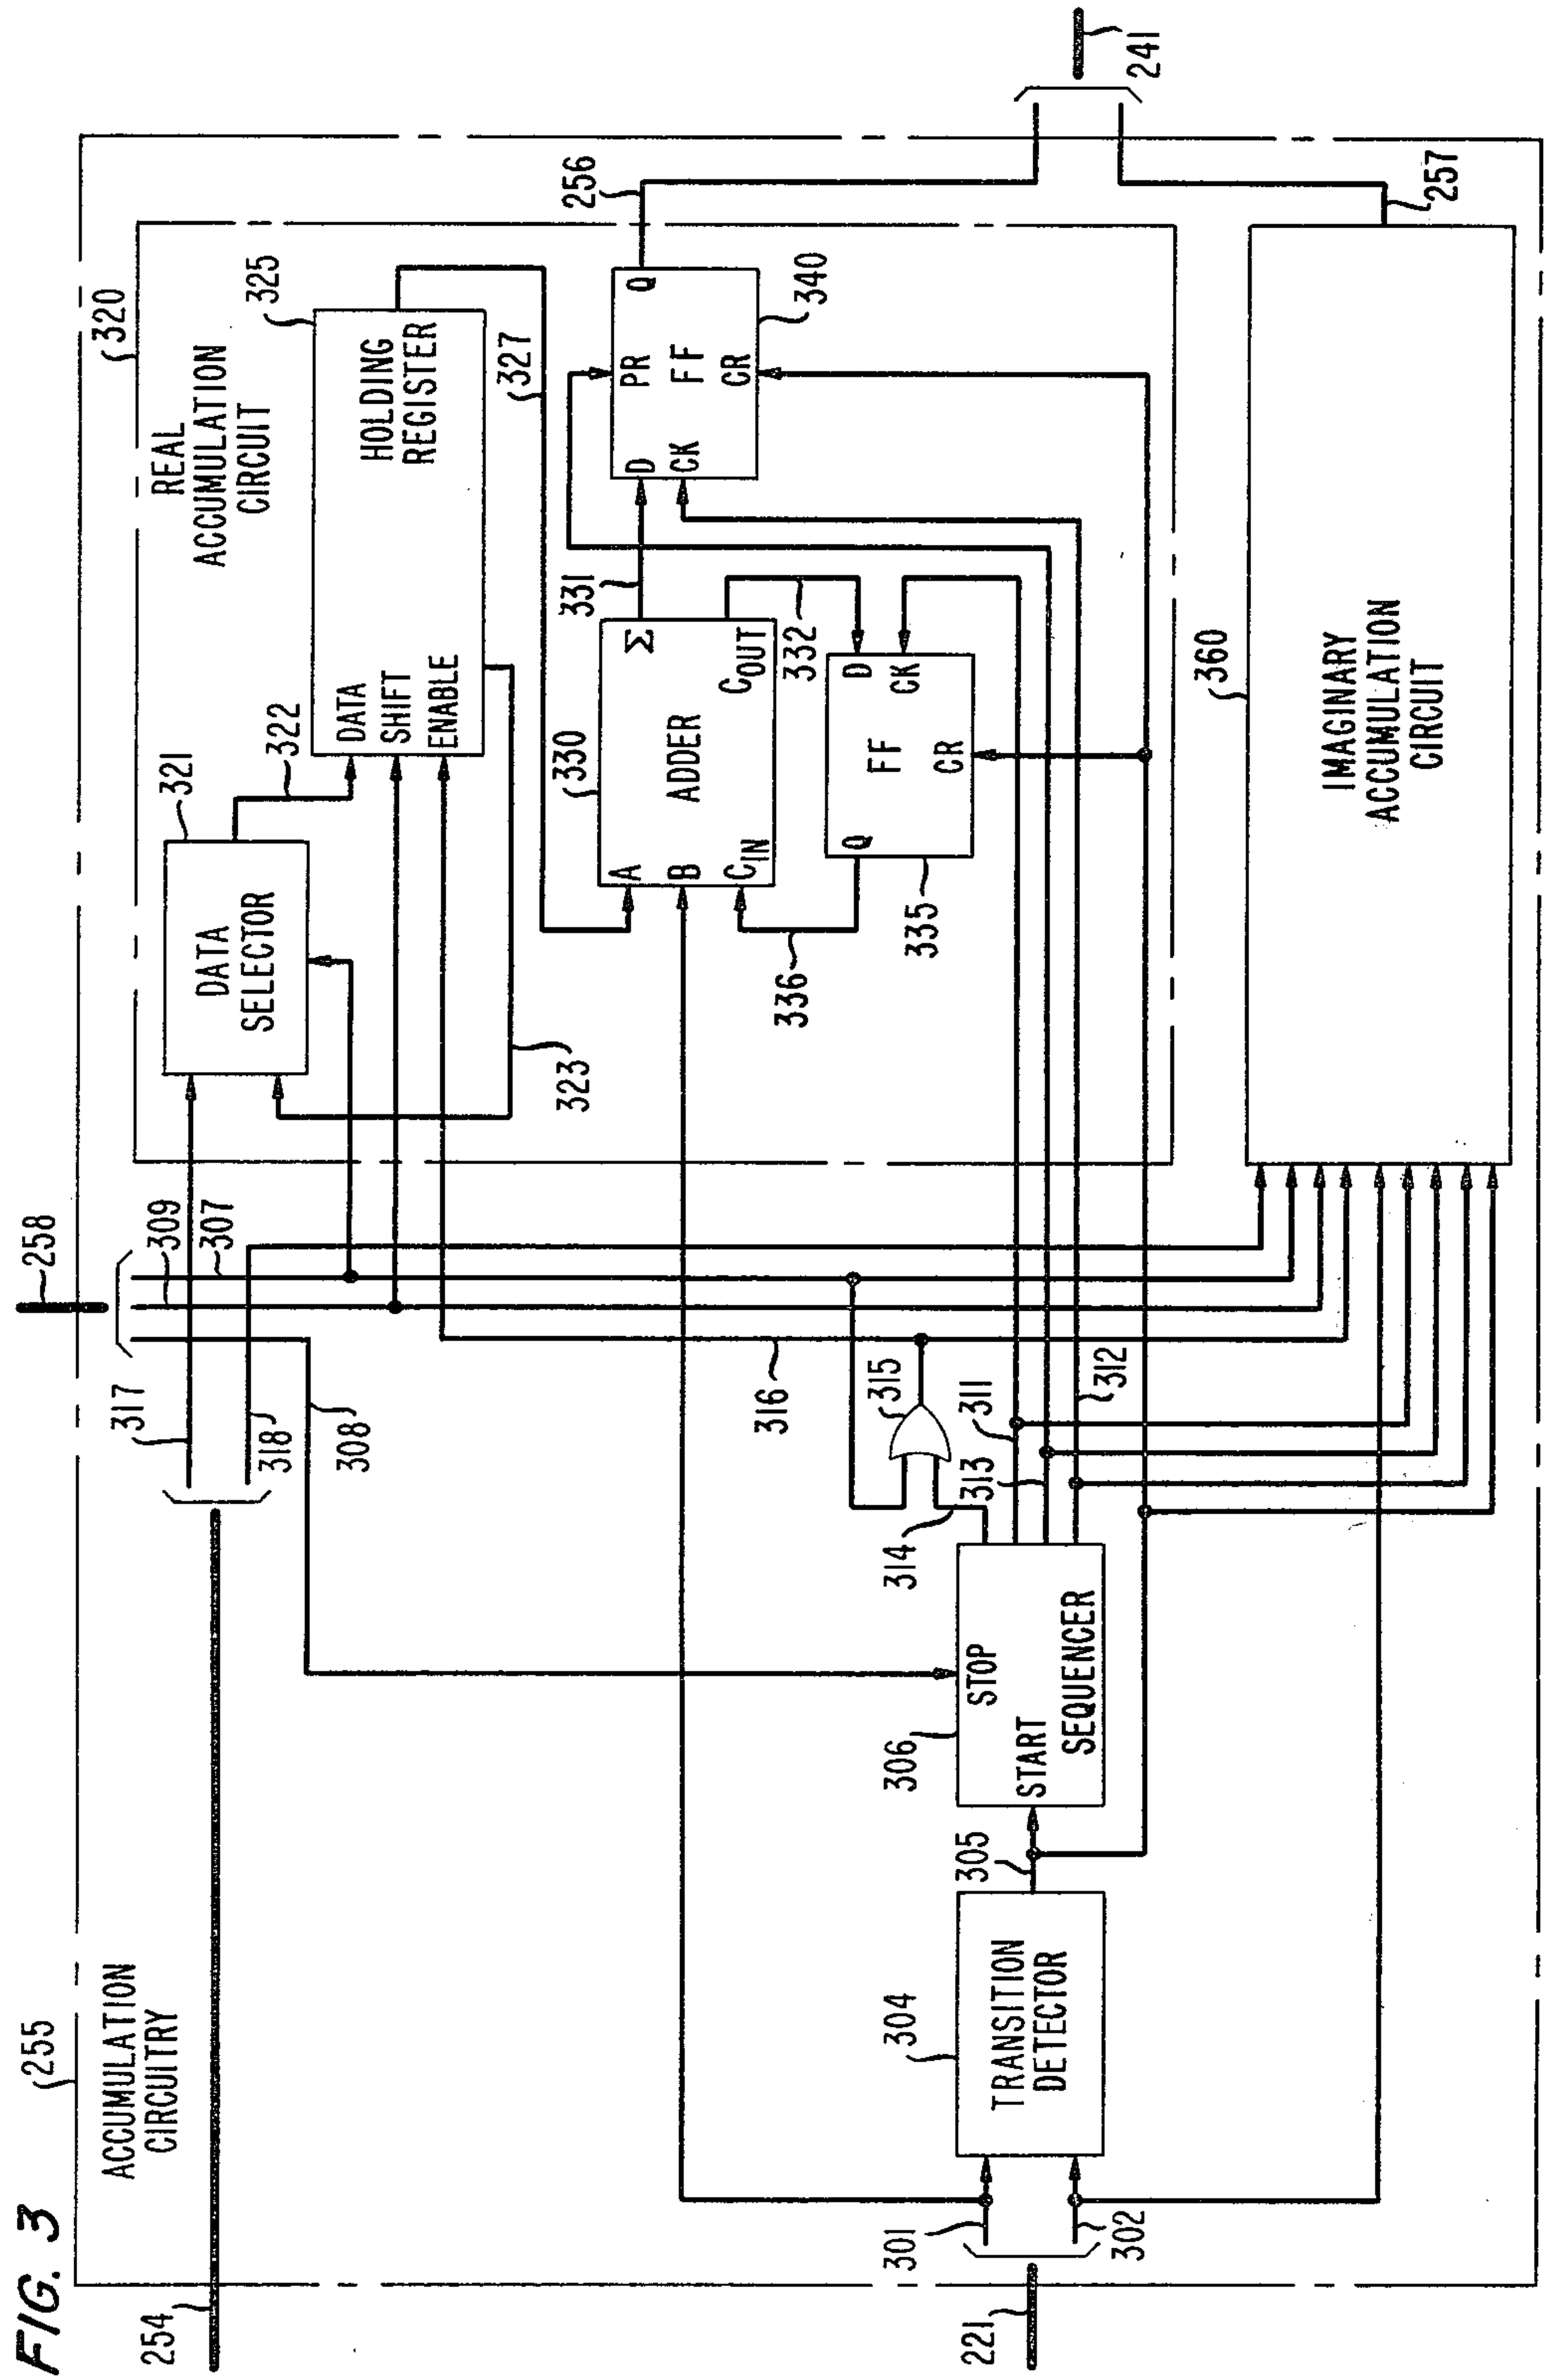 FIG. 3
255
ACCUMULATION
CIRCUITRY
254
258
309
307
317
318
308
320
REAL
ACCUMULATION
CIRCUIT
321
DATA
SELECTOR
322
325
HOLDING
REGISTER
DATA
SHIFT
ENABLE
323
327
330
ADDER
A
B
CIN
Σ
COUT
331
332
335
336
Q
FF
D
CK
CR
256
D
CK
PR
FF
CR
Q
340
241
316
315
314
311
313
312
306
STOP
START
SEQUENCER
305
304
TRANSITION
DETECTOR
301
302
221
360
IMAGINARY
ACCUMULATION
CIRCUIT
257